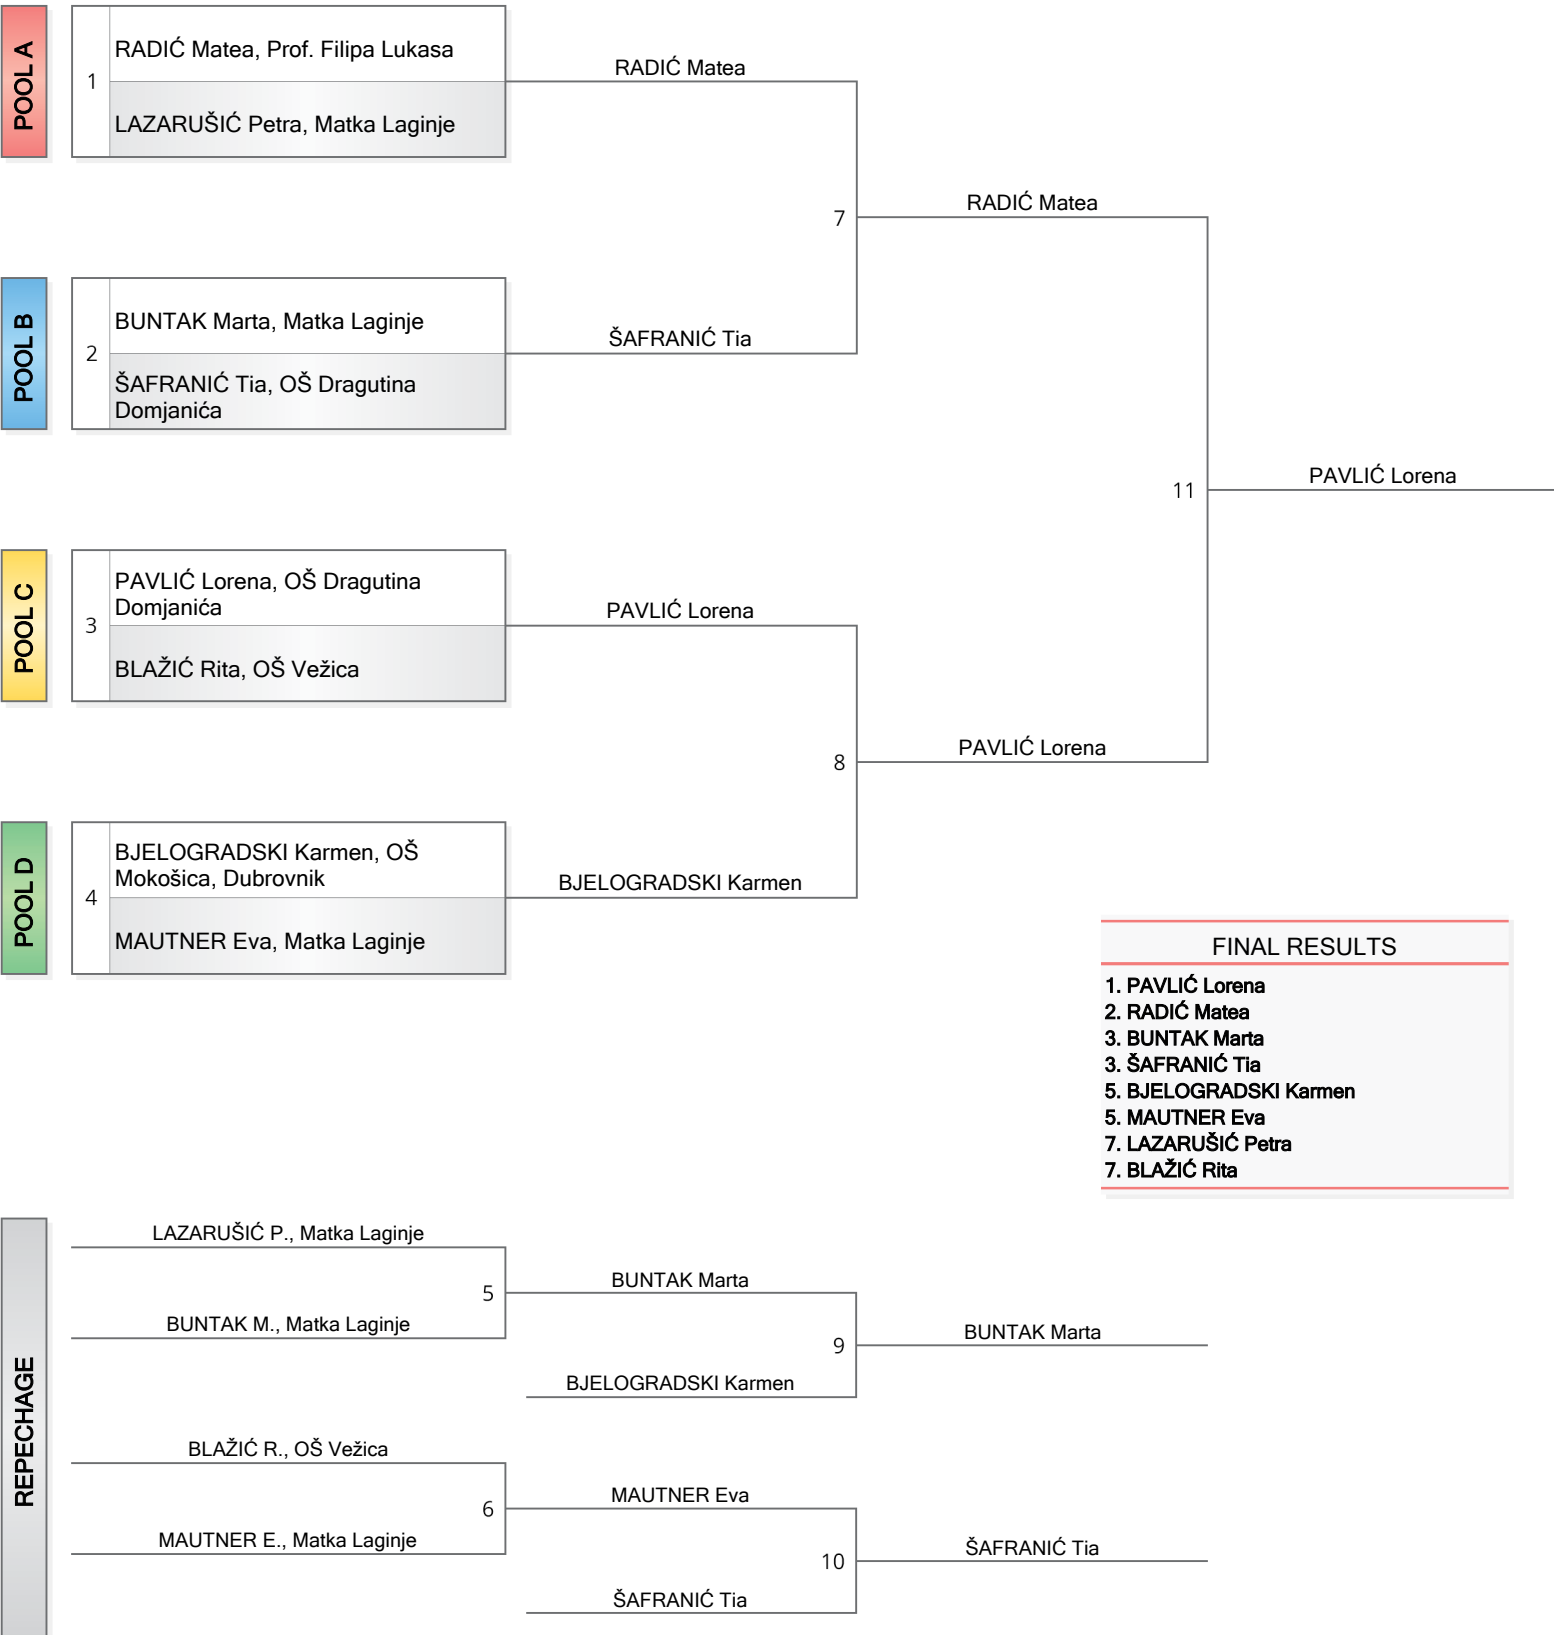 POOL A
1
RADIĆ Matea, Prof. Filipa Lukasa
LAZARUŠIĆ Petra, Matka Laginje
RADIĆ Matea
7
RADIĆ Matea
POOL B
2
BUNTAK Marta, Matka Laginje
ŠAFRANIĆ Tia, OŠ Dragutina
Domjanića
ŠAFRANIĆ Tia
11
PAVLIĆ Lorena
POOL C
3
PAVLIĆ Lorena, OŠ Dragutina
Domjanića
BLAŽIĆ Rita, OŠ Vežica
PAVLIĆ Lorena
8
PAVLIĆ Lorena
POOL D
4
BJELOGRADSKI Karmen, OŠ
Mokošica, Dubrovnik
MAUTNER Eva, Matka Laginje
BJELOGRADSKI Karmen
FINAL RESULTS
1. PAVLIĆ Lorena
2. RADIĆ Matea
3. BUNTAK Marta
3. ŠAFRANIĆ Tia
5. BJELOGRADSKI Karmen
5. MAUTNER Eva
7. LAZARUŠIĆ Petra
7. BLAŽIĆ Rita
REPECHAGE
LAZARUŠIĆ P., Matka Laginje
5
BUNTAK M., Matka Laginje
BUNTAK Marta
9
BJELOGRADSKI Karmen
BUNTAK Marta
BLAŽIĆ R., OŠ Vežica
6
MAUTNER E., Matka Laginje
MAUTNER Eva
10
ŠAFRANIĆ Tia
ŠAFRANIĆ Tia